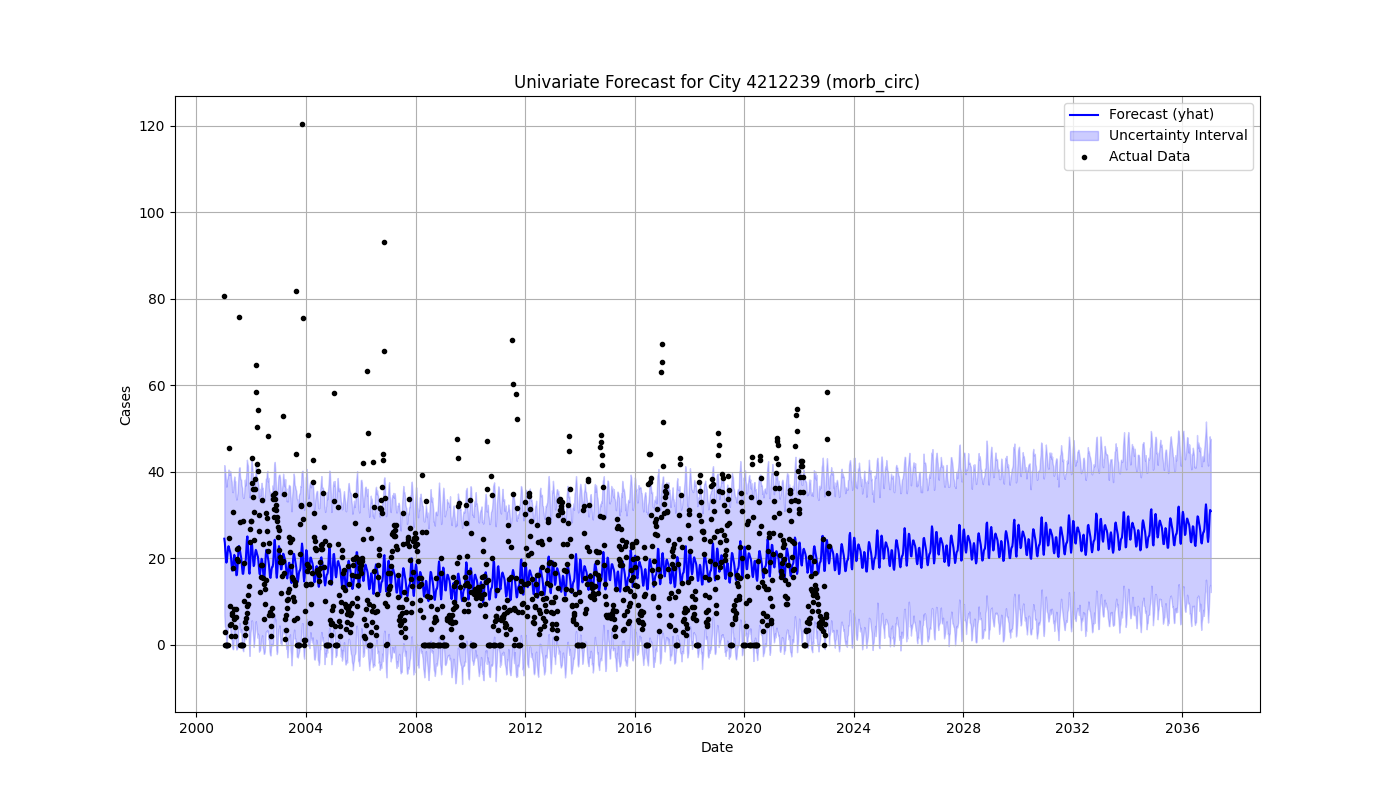 Univariate Forecast for City 4212239 (morb_circ)
Forecast (yhat)
Uncertainty Interval
Actual Data
120
100
80
60
40
20
0
Cases
2000 2004 2008 2012 2016 2020 2024 2028 2032 2036
Date